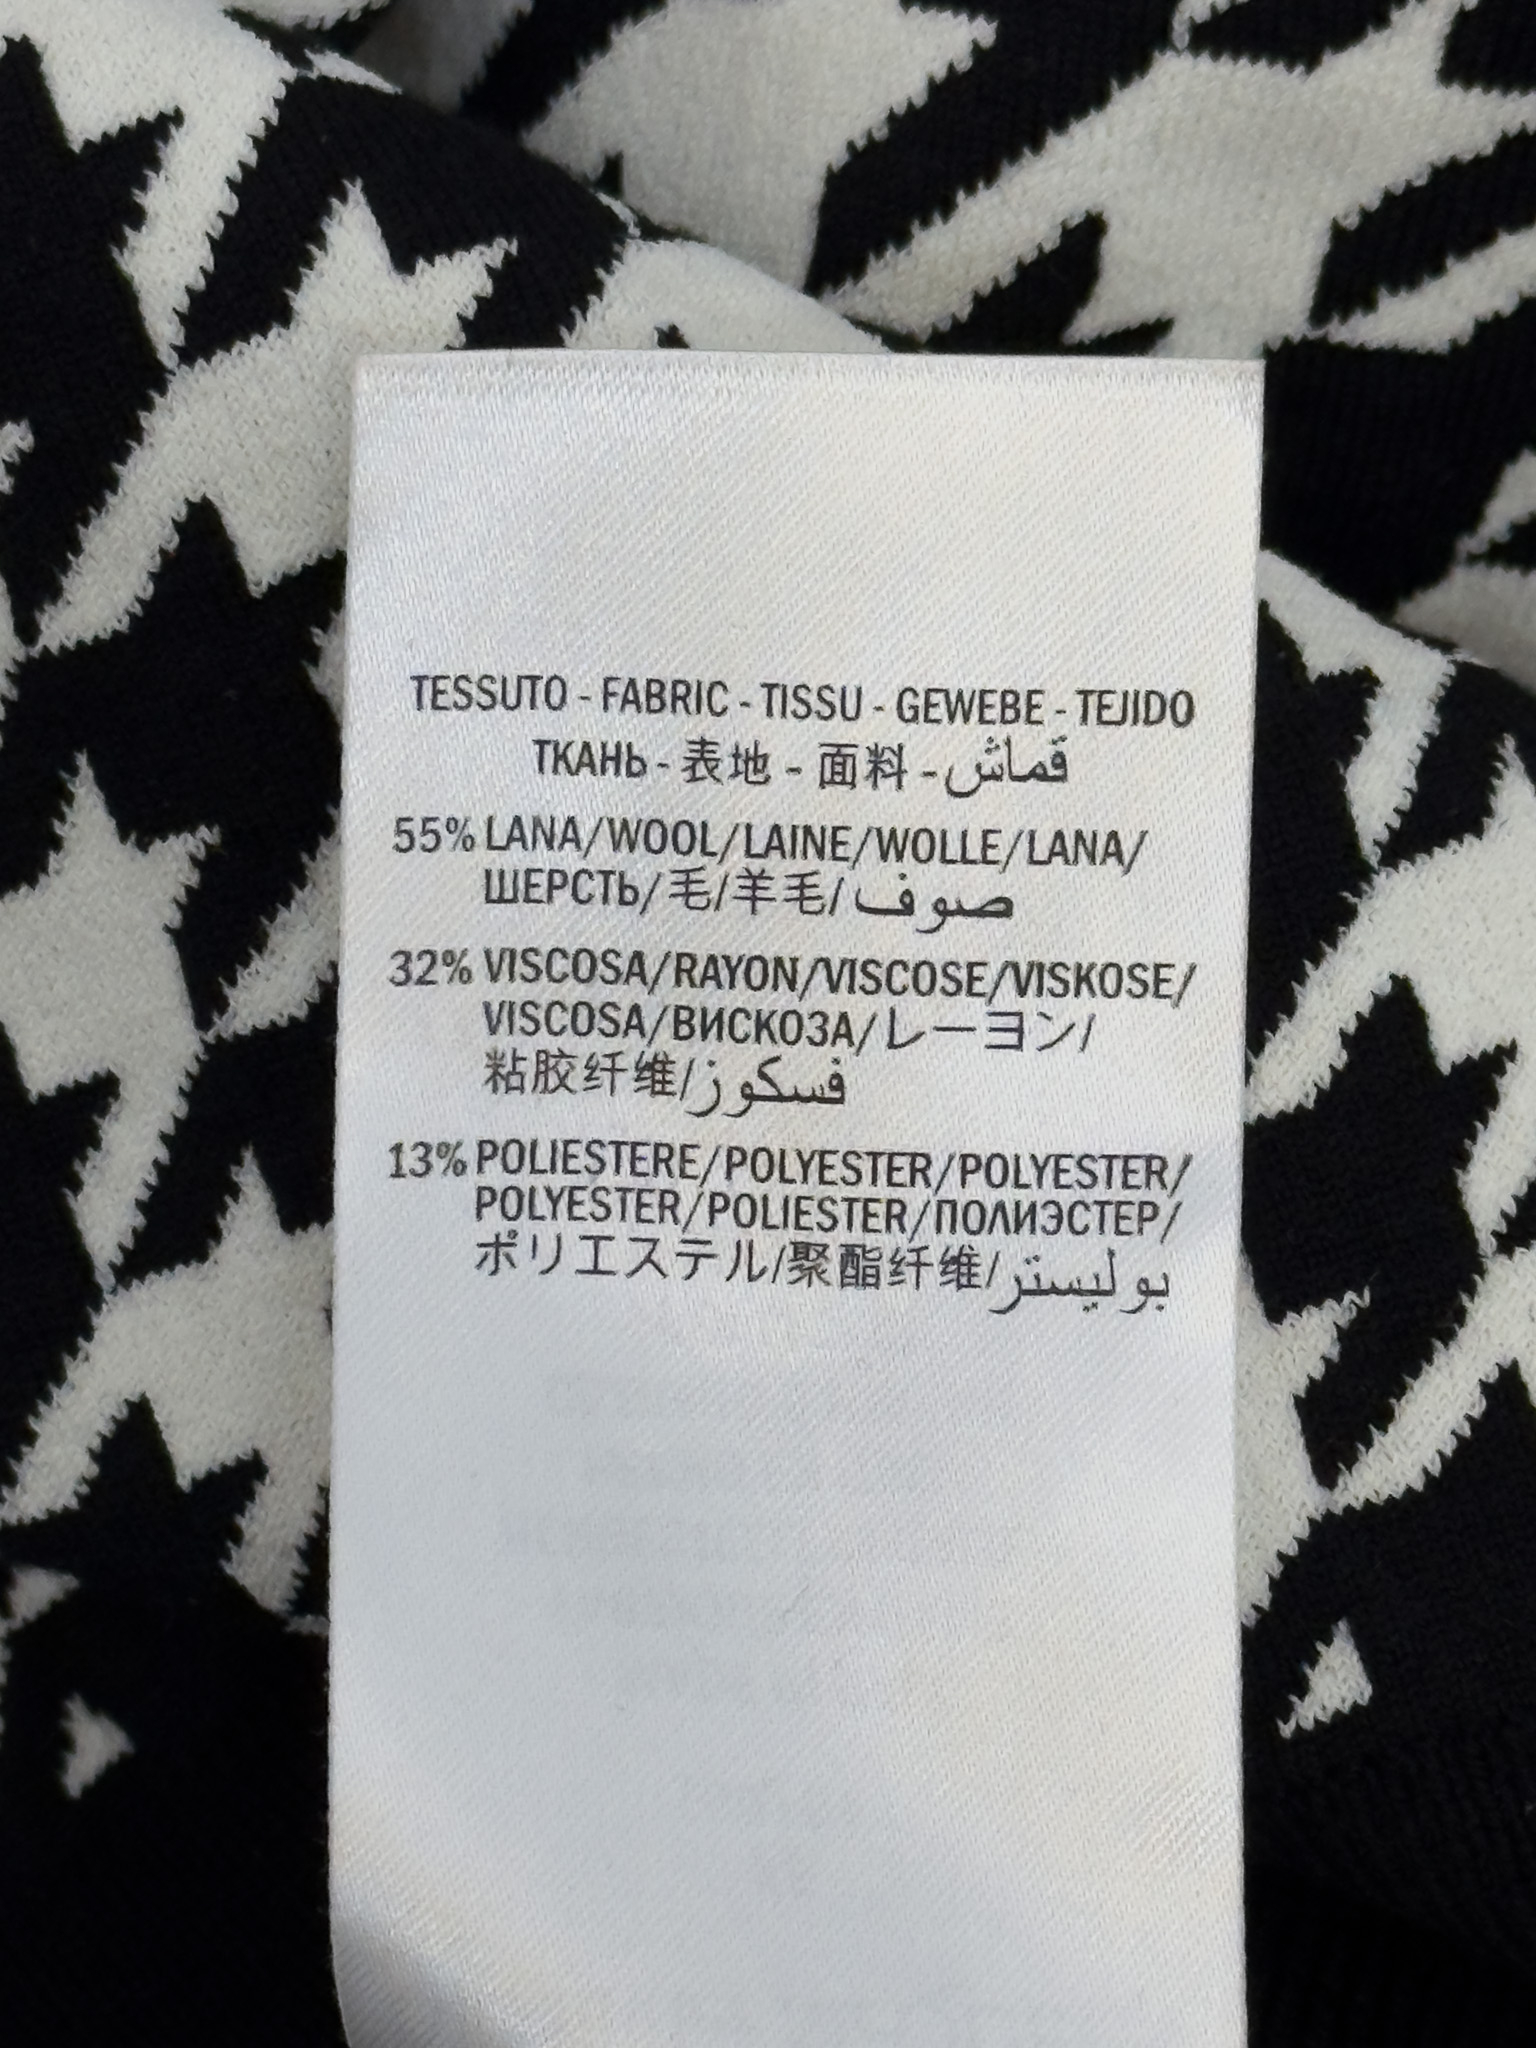 TESSUTO - FABRIC - TISSU - GEWEBE - TEJIDO
ТКАНЬ - 表地 - 面料 - قماش
55% LANA/WOOL/LAINE/WOLLE/LANA/
ШЕРСТЬ/毛/羊毛/صوف
32% VISCOSA/RAYON/VISCOSE/VISKOSE/
VISCOSA/ВИСКОЗА/レーヨン/
粘胶纤维/فسكوز
13% POLIESTERE/POLYESTER/POLYESTER/
POLYESTER/POLIESTER/ПОЛИЭСТЕР/
ポリエステル/聚酯纤维/بوليستر